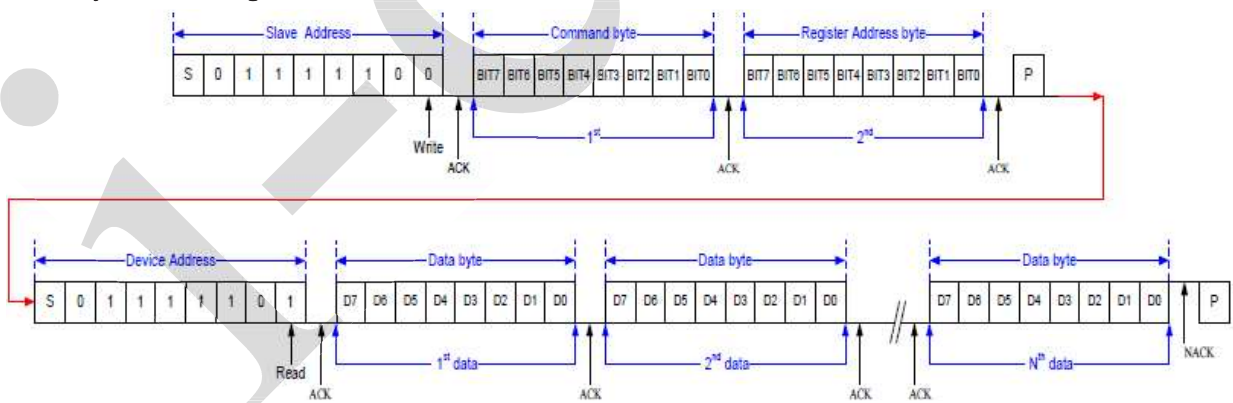 Slave Address Command byte Register Address byte
S 0 1 1 1 1 1 0 0 BIT7 BIT6 BIT5 BIT4 BIT3 BIT2 BIT1 BIT0 BIT7 BIT6 BIT5 BIT4 BIT3 BIT2 BIT1 BIT0 P
1st 2nd
Write ACK ACK ACK
Device Address Data byte Data byte Data byte
S 0 1 1 1 1 1 0 1 D7 D6 D5 D4 D3 D2 D1 D0 D7 D6 D5 D4 D3 D2 D1 D0 // D7 D6 D5 D4 D3 D2 D1 D0 P
1st data 2nd data Nth data NACK
Read ACK ACK ACK ACK